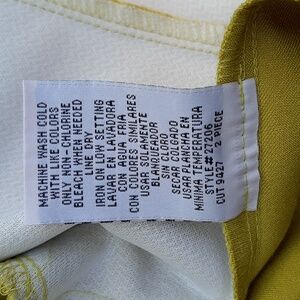 MACHINE WASH COLD
WITH LIKE COLORS
ONLY NON-CHLORINE
BLEACH WHEN NEEDED
LINE DRY
IRON ON LOW SETTING
LAVAR EN LAVADORA
CON AGUA FRIA
CON COLORES SIMILARES
USAR SOLAMENTE
BLANQUEADOR
SIN CLORO
SECAR COLGADO
USAR PLANCHA EN
MINIMA TEMPERATURA
STYLE#27206
CUT 9427 2 PIECE